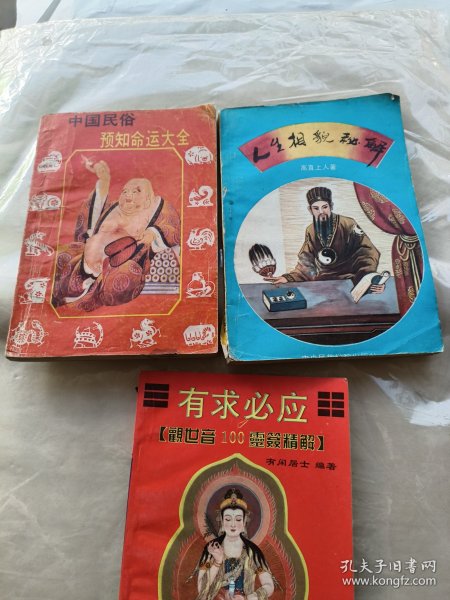 中国民俗
预知命运大全
人生相貌秘解
高真上人著
有求必应
【觀世音100靈簽精解】
有闲居士 编著
孔夫子旧书网
www.kongfz.com